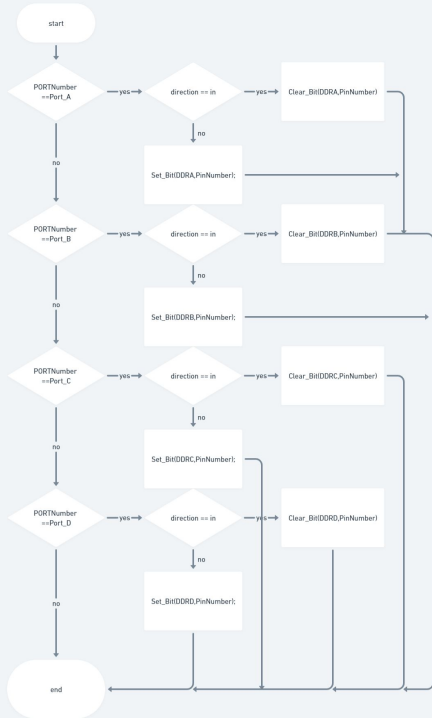 start
PORTNumber
==Port_A
yes
direction == in
yes
Clear_Bit(DDRA,PinNumber)
no
no
Set_Bit(DDRA,PinNumber);
PORTNumber
==Port_B
yes
direction == in
yes
Clear_Bit(DDRB,PinNumber)
no
no
Set_Bit(DDRB,PinNumber);
PORTNumber
==Port_C
yes
direction == in
yes
Clear_Bit(DDRC,PinNumber)
no
no
Set_Bit(DDRC,PinNumber);
PORTNumber
==Port_D
yes
direction == in
yes
Clear_Bit(DDRD,PinNumber)
no
no
Set_Bit(DDRD,PinNumber);
end